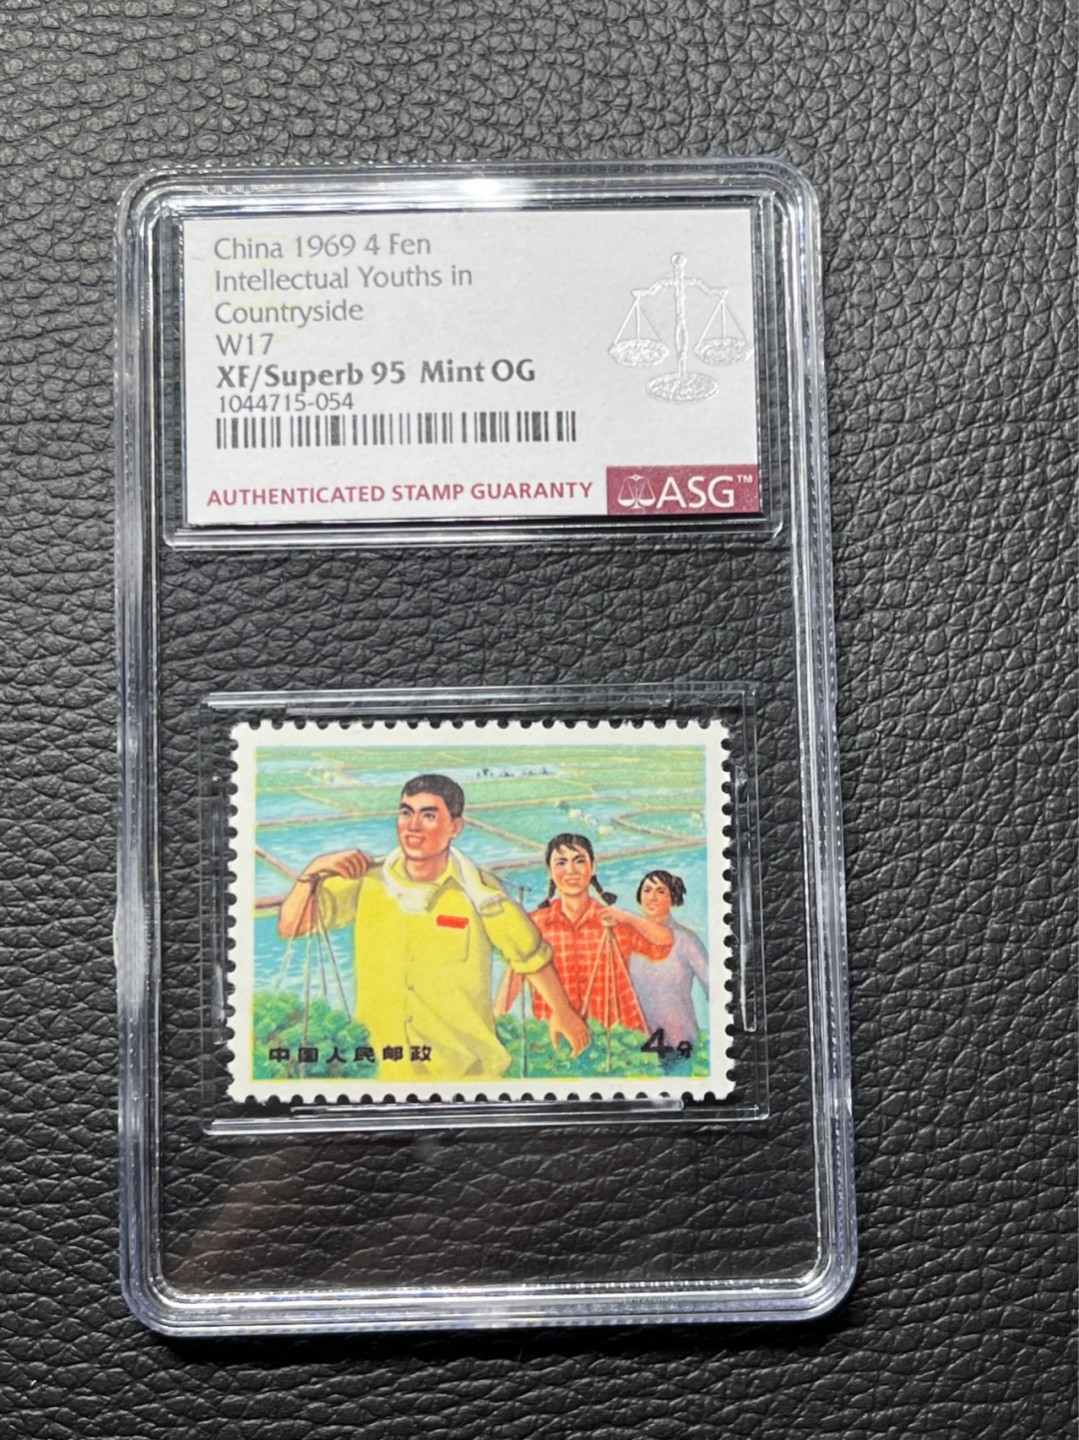 China 1969 4 Fen
Intellectual Youths in
Countryside
W17
XF/Superb 95 Mint OG
1044715-054
AUTHENTICATED STAMP GUARANTY
ASG™
中国人民邮政
4分